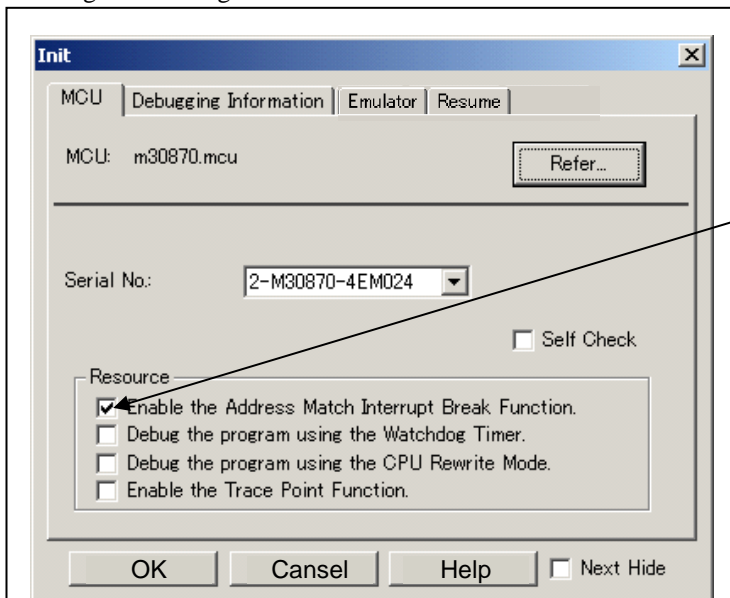 Init
MCU Debugging Information Emulator Resume
MCU: m30870.mcu Refer...
Serial No.: 2-M30870-4EM024
Self Check
Resource
Enable the Address Match Interrupt Break Function.
Debug the program using the Watchdog Timer.
Debug the program using the CPU Rewrite Mode.
Enable the Trace Point Function.
OK Cansel Help Next Hide